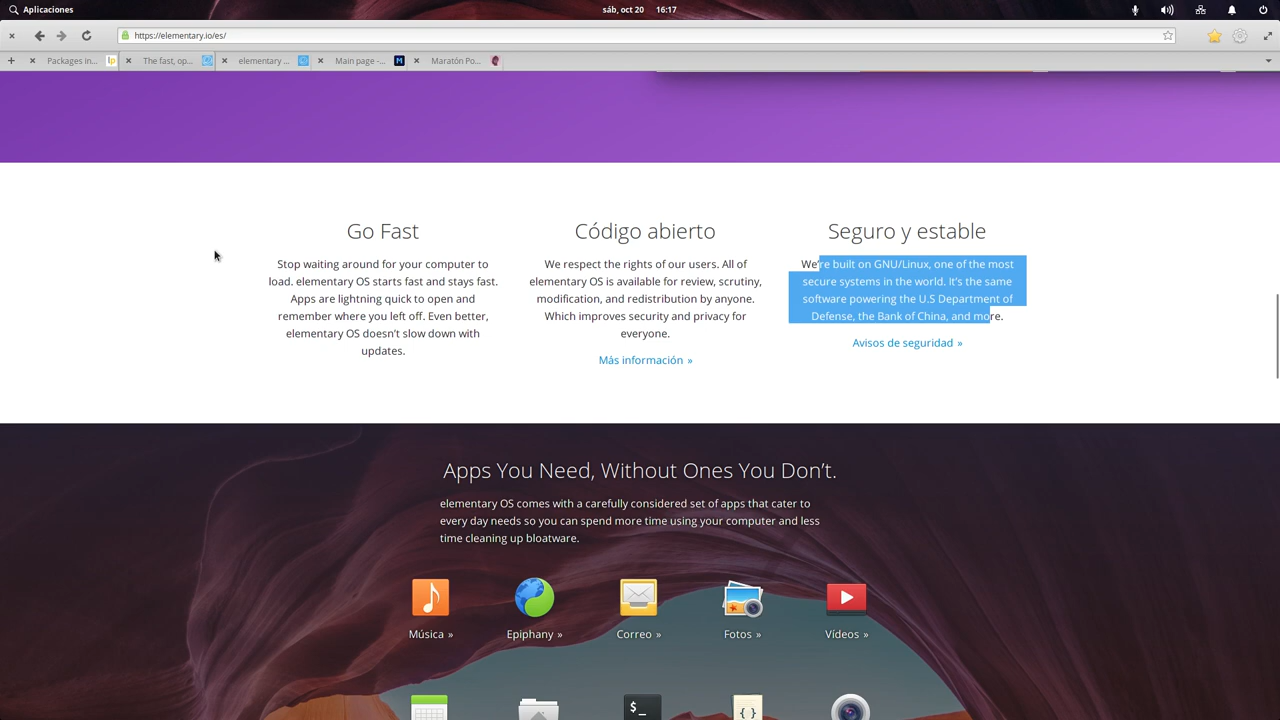 Aplicaciones
sáb, oct 20 16:17
https://elementary.io/es/
Packages in... lp
The fast, op...
elementary ...
Main page -... M
Maratón Po...
Go Fast
Stop waiting around for your computer to
load. elementary OS starts fast and stays fast.
Apps are lightning quick to open and
remember where you left off. Even better,
elementary OS doesn’t slow down with
updates.
Código abierto
We respect the rights of our users. All of
elementary OS is available for review, scrutiny,
modification, and redistribution by anyone.
Which improves security and privacy for
everyone.
Más información »
Seguro y estable
We’re built on GNU/Linux, one of the most
secure systems in the world. It’s the same
software powering the U.S Department of
Defense, the Bank of China, and more.
Avisos de seguridad »
Apps You Need, Without Ones You Don’t.
elementary OS comes with a carefully considered set of apps that cater to
every day needs so you can spend more time using your computer and less
time cleaning up bloatware.
Música »
Epiphany »
Correo »
Fotos »
Vídeos »
$_
{ }